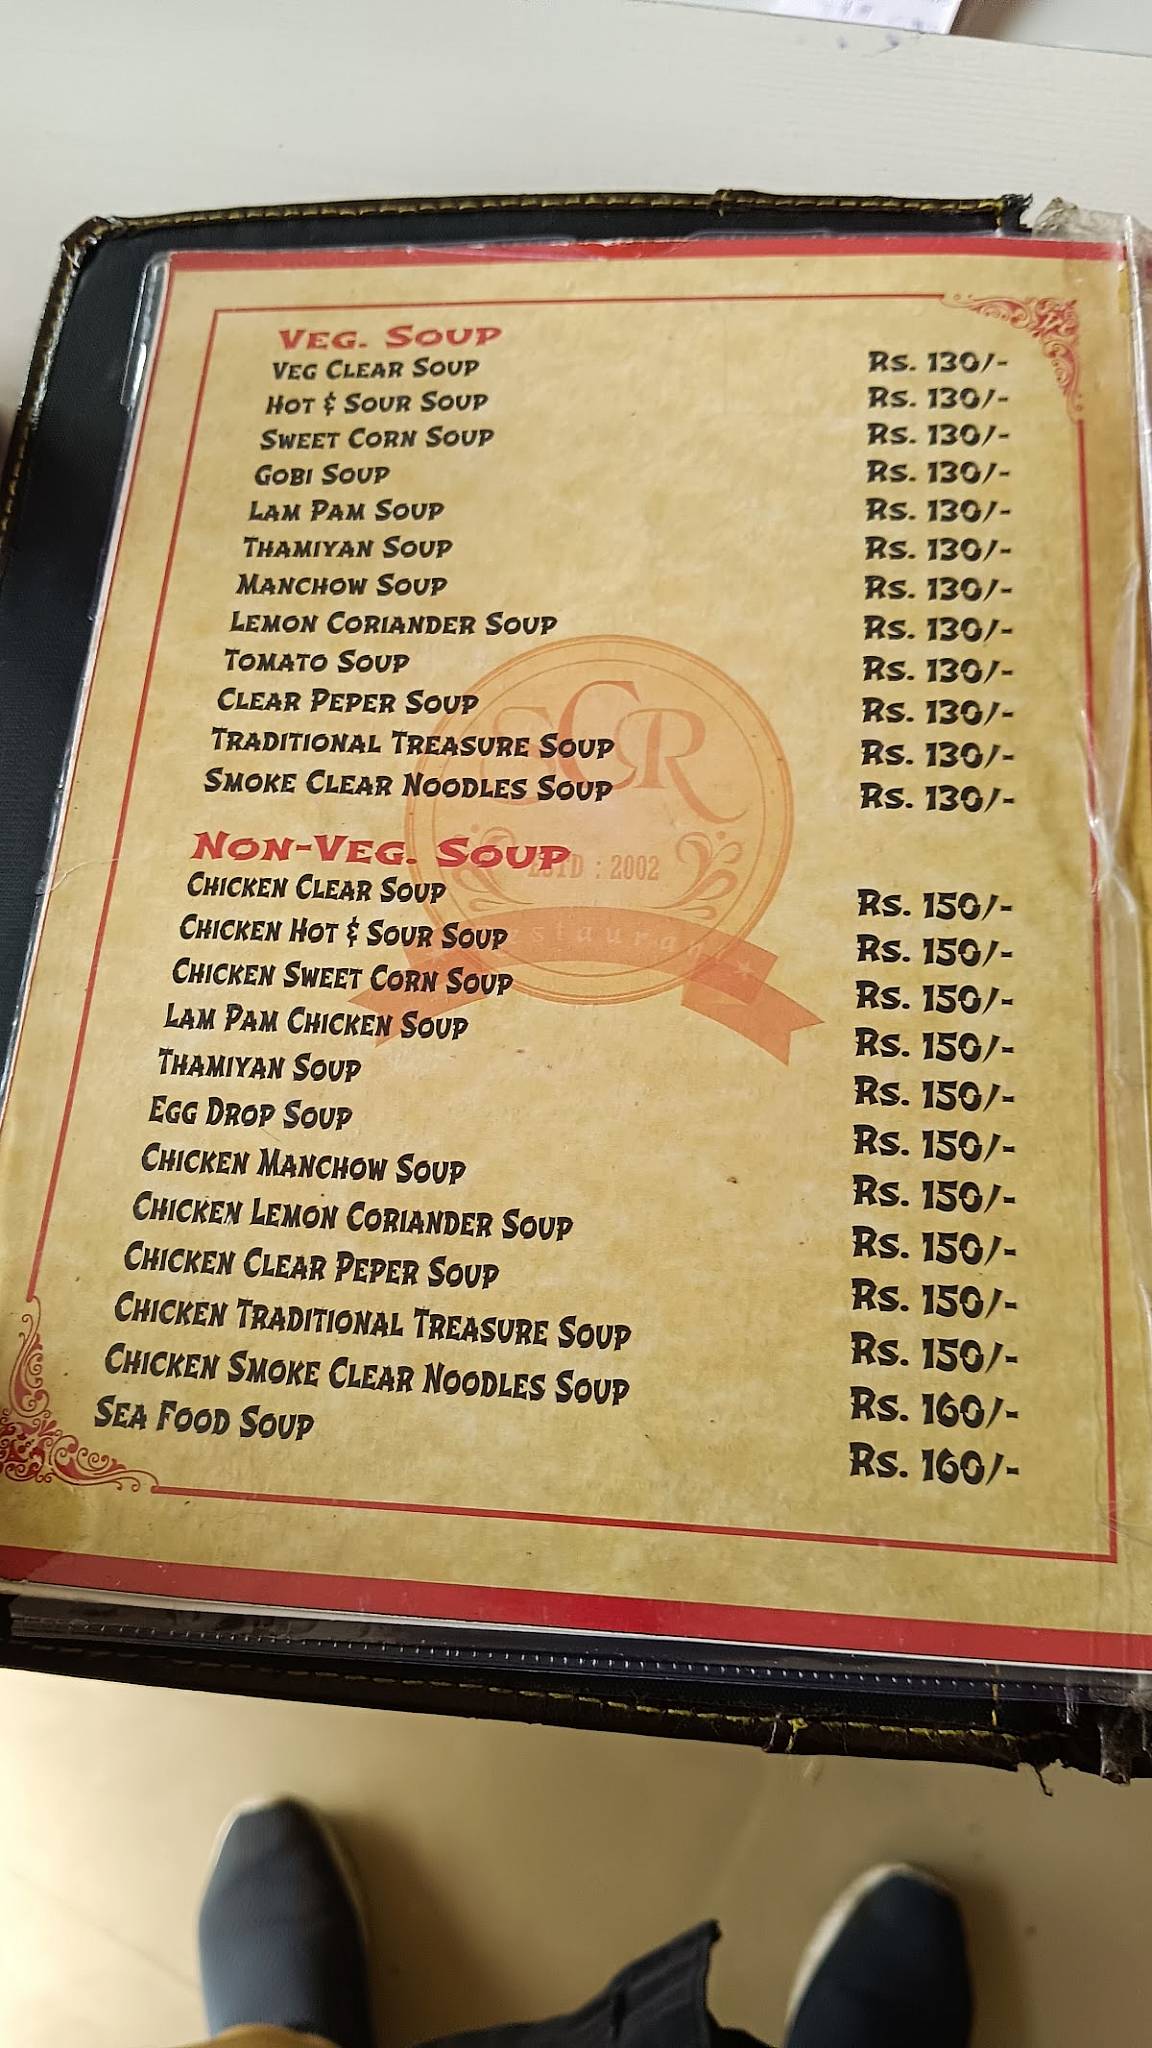 Veg. Soup
Veg Clear Soup Rs. 130/-
Hot & Sour Soup Rs. 130/-
Sweet Corn Soup Rs. 130/-
Gobi Soup Rs. 130/-
Lam Pam Soup Rs. 130/-
Thamiyan Soup Rs. 130/-
Manchow Soup Rs. 130/-
Lemon Coriander Soup Rs. 130/-
Tomato Soup Rs. 130/-
Clear Peper Soup Rs. 130/-
Traditional Treasure Soup Rs. 130/-
Smoke Clear Noodles Soup Rs. 130/-
SCR
Non-Veg. Soup
ESTD : 2002
Chicken Clear Soup Rs. 150/-
Chicken Hot & Sour Soup Rs. 150/-
Chicken Sweet Corn Soup Rs. 150/-
Lam Pam Chicken Soup Rs. 150/-
Thamiyan Soup Rs. 150/-
Egg Drop Soup Rs. 150/-
Chicken Manchow Soup Rs. 150/-
Chicken Lemon Coriander Soup Rs. 150/-
Chicken Clear Peper Soup Rs. 150/-
Chicken Traditional Treasure Soup Rs. 150/-
Chicken Smoke Clear Noodles Soup Rs. 160/-
Sea Food Soup Rs. 160/-